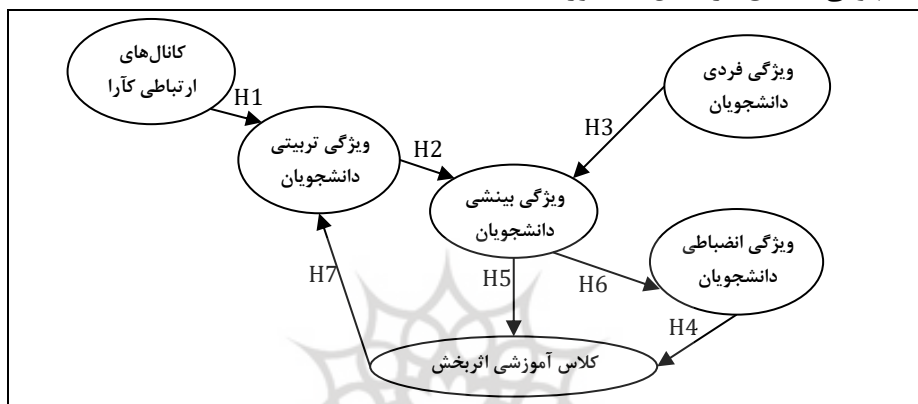 کانال‌های
ارتباطی کآرا
ویژگی فردی
دانشجویان
H1
ویژگی تربیتی
دانشجویان
H2
H3
ویژگی بینشی
دانشجویان
ویژگی انضباطی
دانشجویان
H7
H5
H6
H4
کلاس آموزشی اثربخش